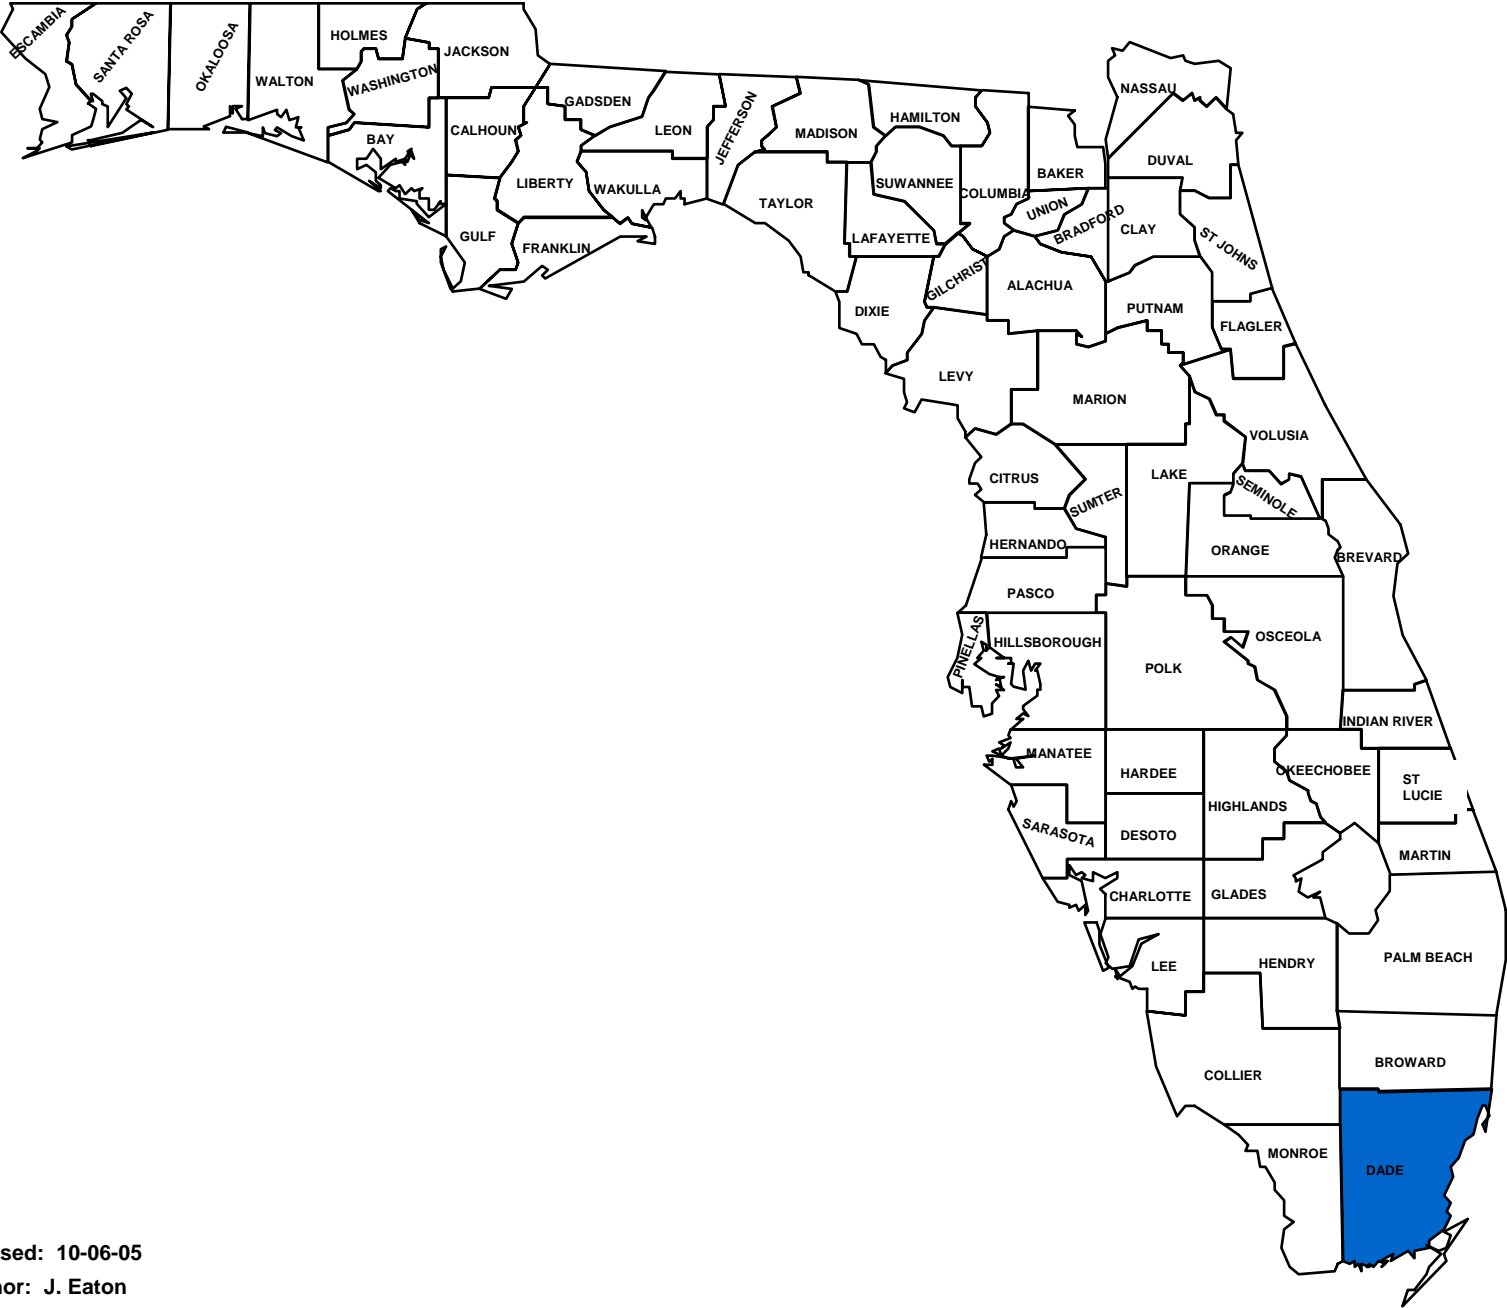 ESCAMBIA
SANTA ROSA
OKALOOSA
WALTON
HOLMES
WASHINGTON
JACKSON
BAY
CALHOUN
GADSDEN
LEON
JEFFERSON
MADISON
HAMILTON
NASSAU
DUVAL
BAKER
SUWANNEE
COLUMBIA
LIBERTY
WAKULLA
TAYLOR
UNION
BRADFORD
CLAY
ST JOHNS
GULF
FRANKLIN
LAFAYETTE
GILCHRIST
ALACHUA
DIXIE
PUTNAM
FLAGLER
LEVY
MARION
VOLUSIA
CITRUS
SUMTER
LAKE
SEMINOLE
HERNANDO
ORANGE
BREVARD
PASCO
PINELLAS
HILLSBOROUGH
POLK
OSCEOLA
INDIAN RIVER
MANATEE
HARDEE
OKEECHOBEE
ST
LUCIE
HIGHLANDS
SARASOTA
DESOTO
MARTIN
CHARLOTTE
GLADES
LEE
HENDRY
PALM BEACH
COLLIER
BROWARD
MONROE
DADE
sed: 10-06-05
or: J. Eaton